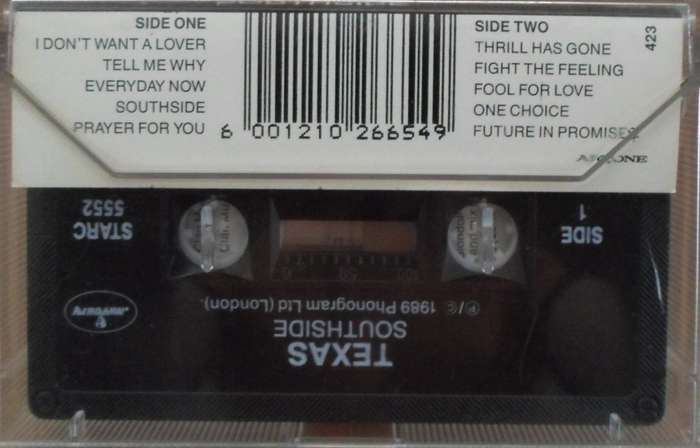 SIDE ONE
I DON'T WANT A LOVER
TELL ME WHY
EVERYDAY NOW
SOUTHSIDE
PRAYER FOR YOU
6 001210 266549
SIDE TWO
THRILL HAS GONE
FIGHT THE FEELING
FOOL FOR LOVE
ONE CHOICE
FUTURE IN PROMISES
423
TEXAS
SOUTHSIDE
℗/© 1989 Phonogram Ltd (London).
SIDE
1
STARC
5552
50